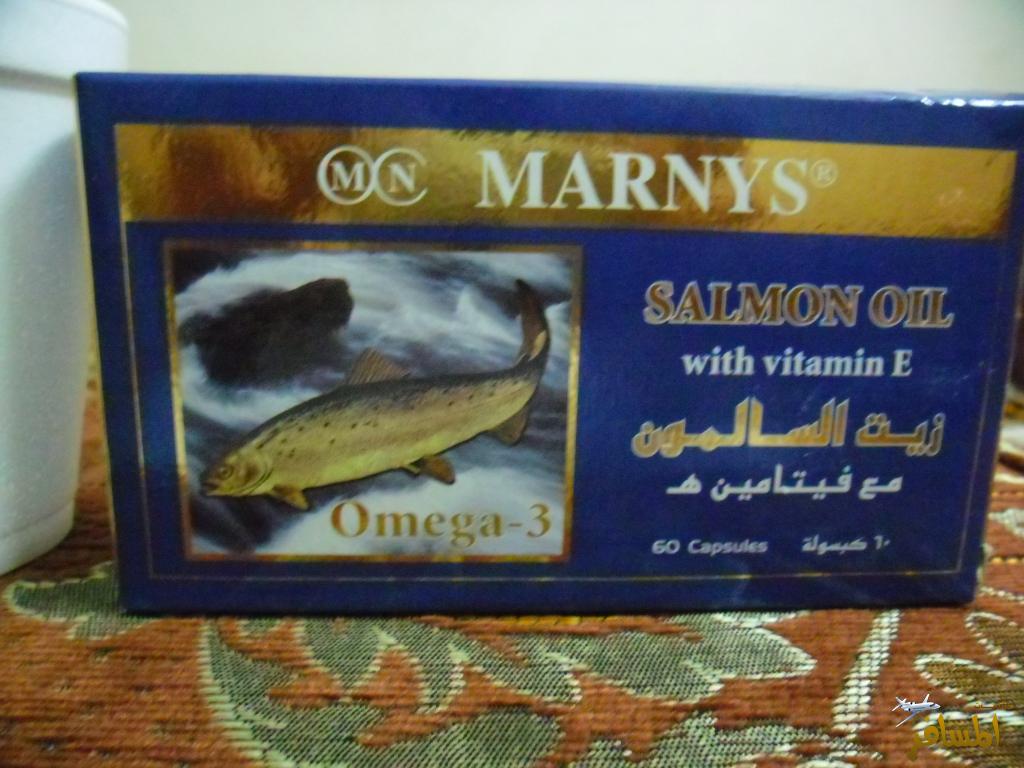 MN MARNYS®
SALMON OIL
with vitamin E
زيت السالمون
مع فيتامين هـ
60 Capsules ٦٠ كبسولة
Omega-3
المسافر